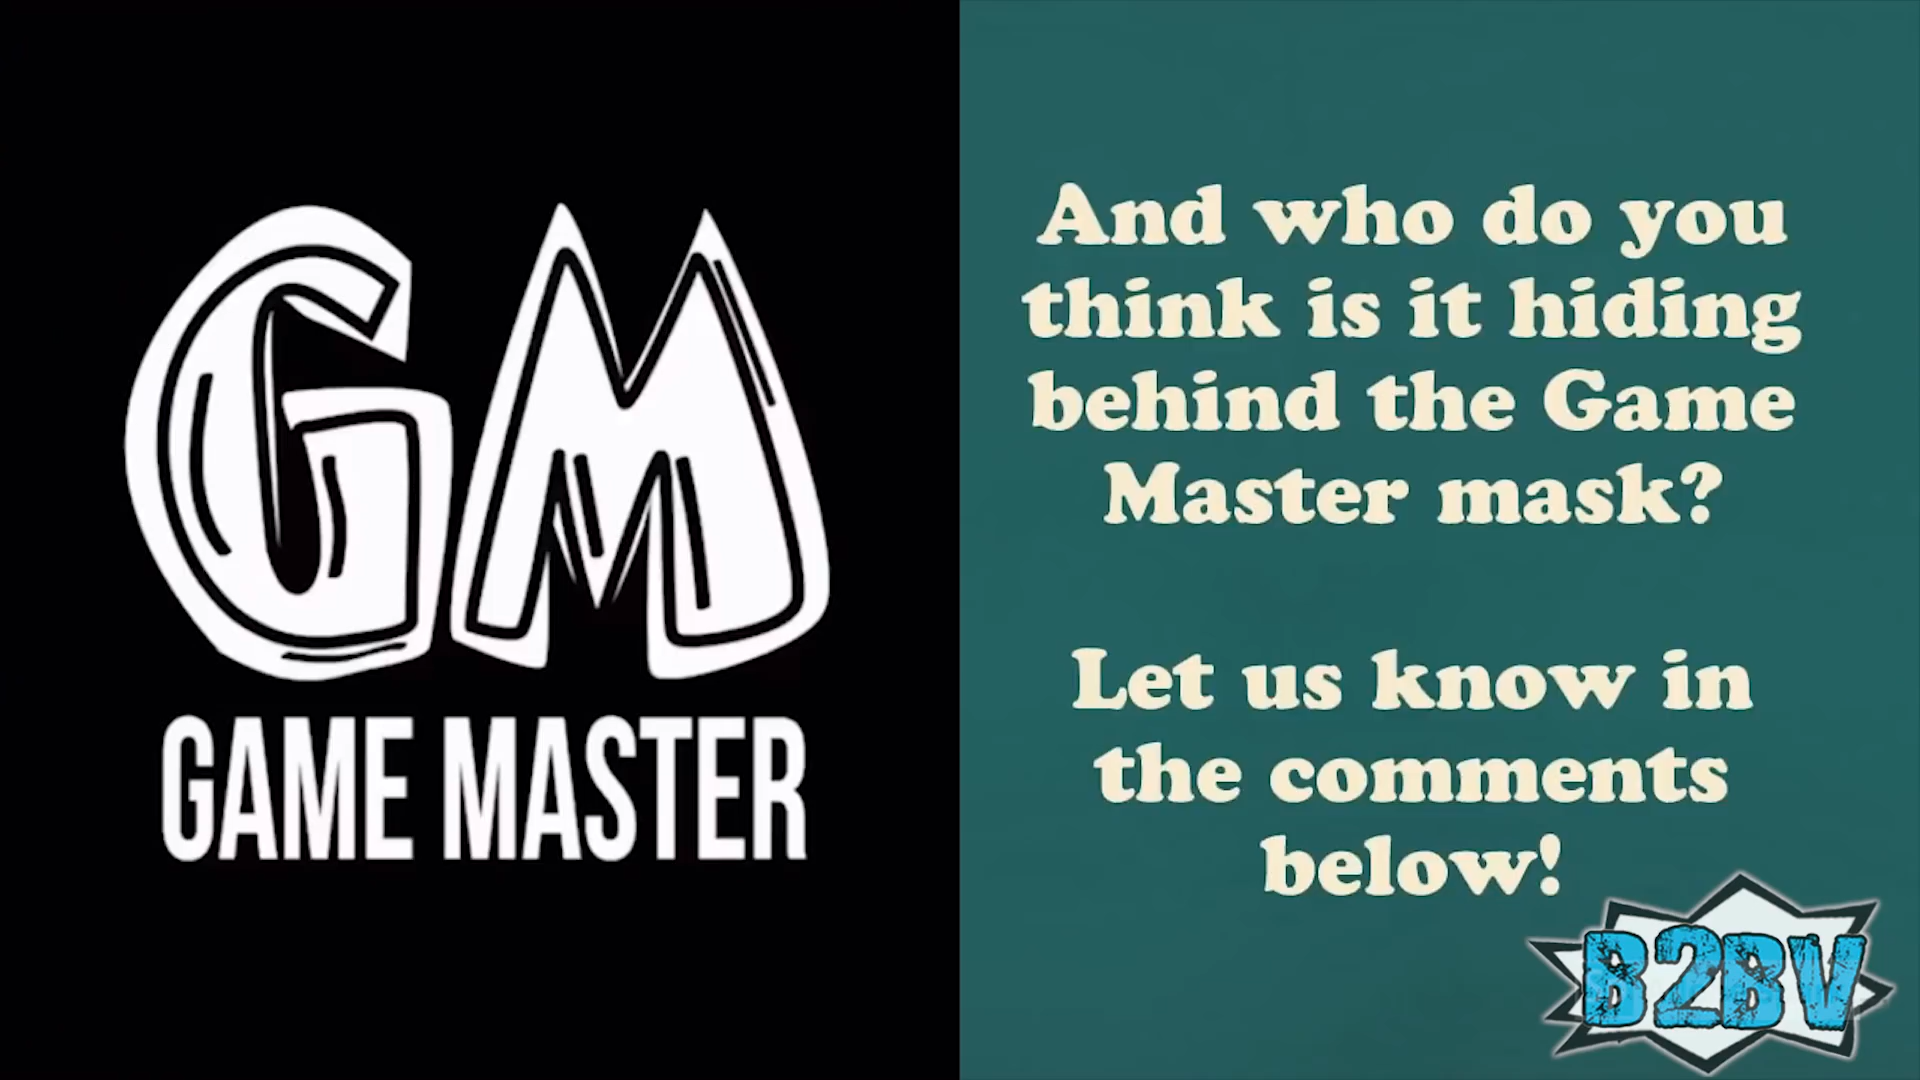 GM
GAME MASTER
And who do you
think is it hiding
behind the Game
Master mask?
Let us know in
the comments
below!
B2BV